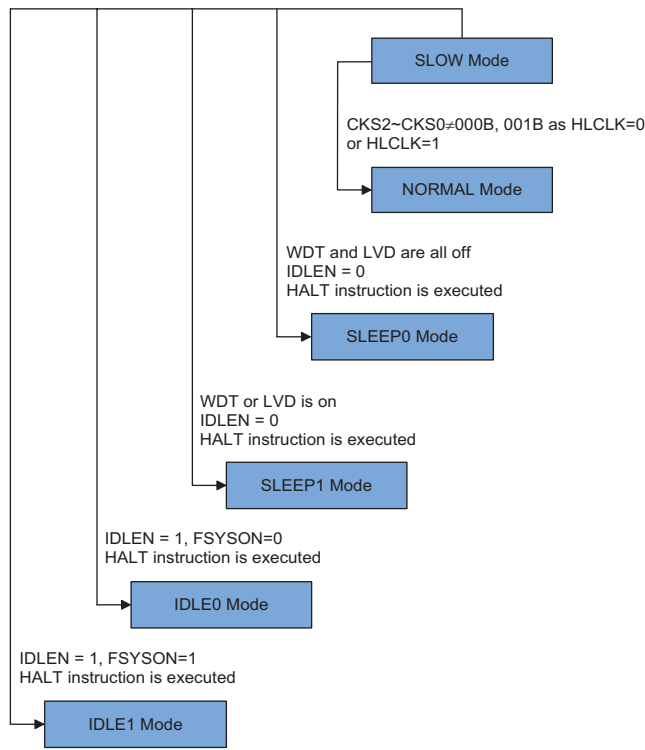 SLOW Mode
CKS2~CKS0≠000B, 001B as HLCLK=0
or HLCLK=1
NORMAL Mode
WDT and LVD are all off
IDLEN = 0
HALT instruction is executed
SLEEP0 Mode
WDT or LVD is on
IDLEN = 0
HALT instruction is executed
SLEEP1 Mode
IDLEN = 1, FSYSON=0
HALT instruction is executed
IDLE0 Mode
IDLEN = 1, FSYSON=1
HALT instruction is executed
IDLE1 Mode